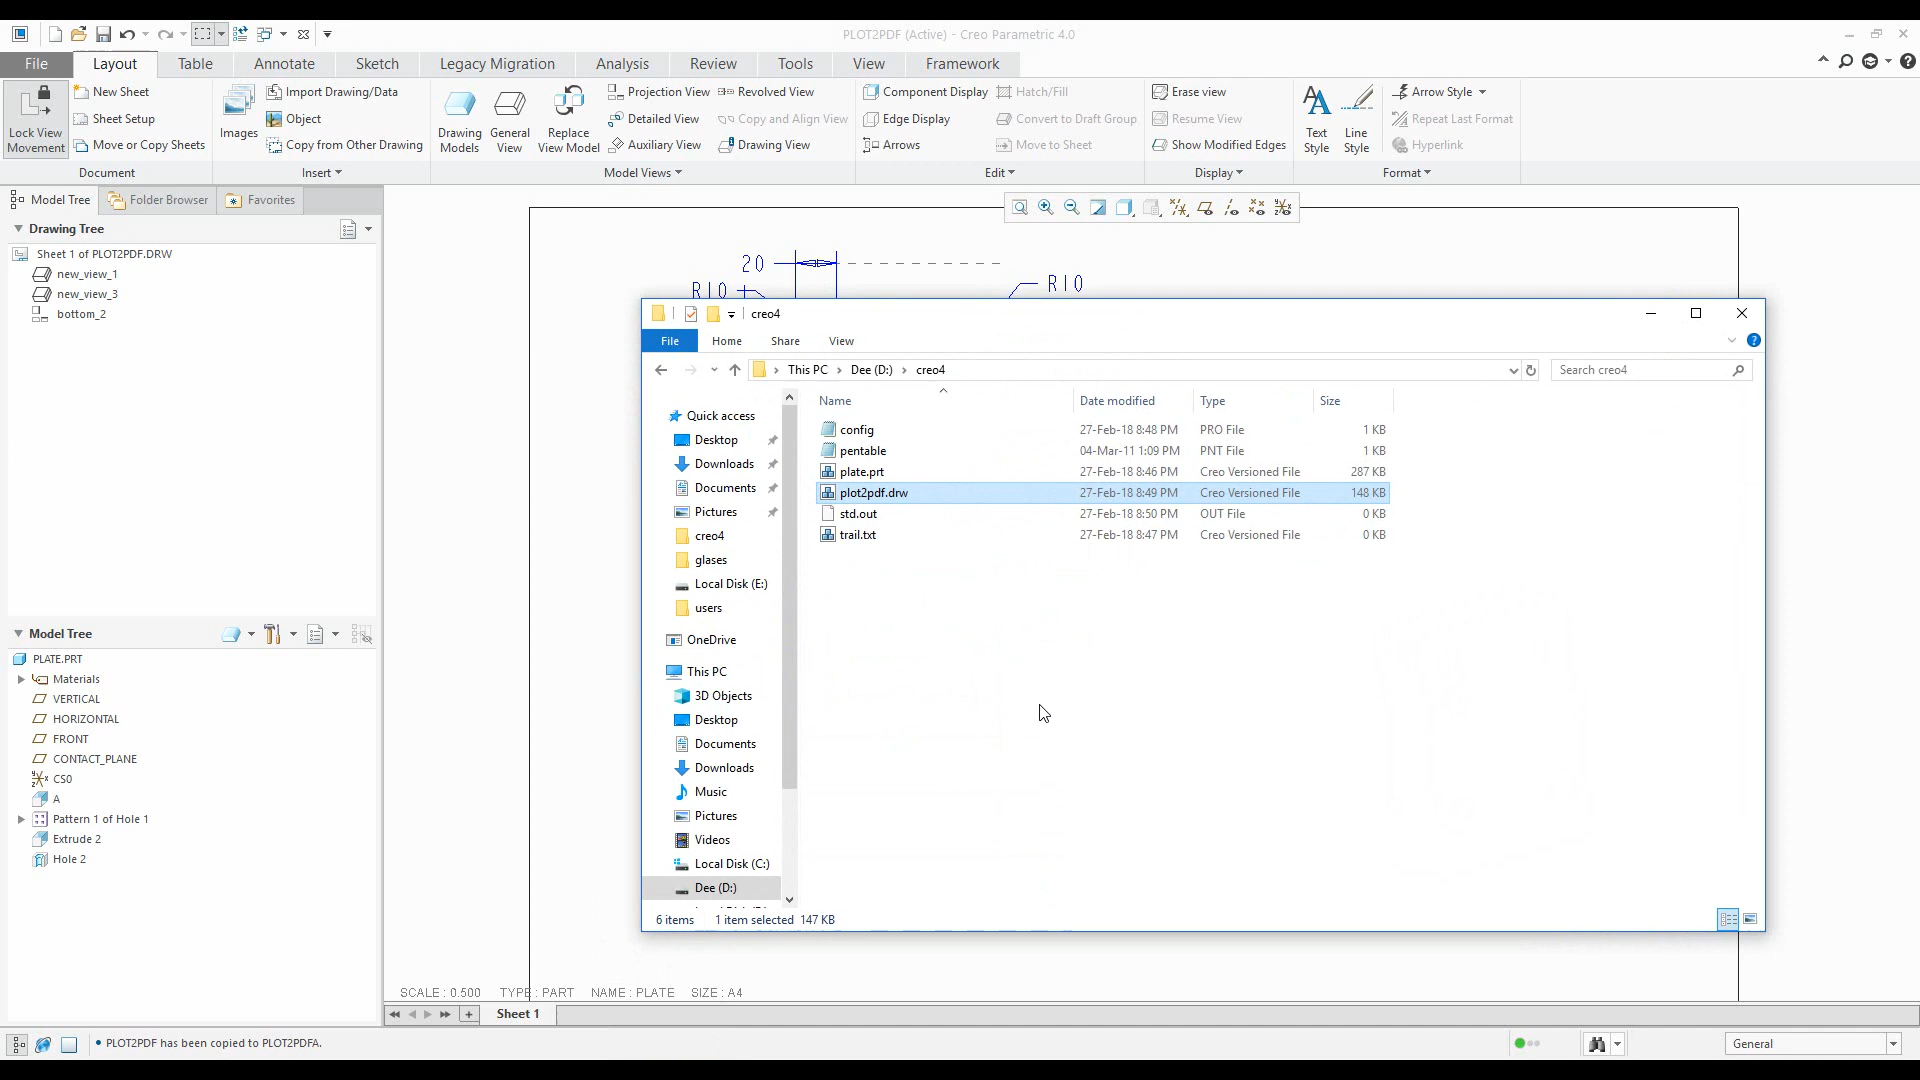 PLOT2PDF (Active) - Creo Parametric 4.0
File Layout Table Annotate Sketch Legacy Migration Analysis Review Tools View Framework
Lock View Movement
New Sheet
Sheet Setup
Move or Copy Sheets
Document
Images
Import Drawing/Data
Object
Copy from Other Drawing
Insert
Drawing Models
General View
Replace View Model
Projection View
Detailed View
Auxiliary View
Revolved View
Copy and Align View
Drawing View
Model Views
Component Display
Edge Display
Arrows
Hatch/Fill
Convert to Draft Group
Move to Sheet
Edit
Erase view
Resume View
Show Modified Edges
Display
Text Style
Line Style
Arrow Style
Repeat Last Format
Hyperlink
Format
Model Tree Folder Browser Favorites
Drawing Tree
Sheet 1 of PLOT2PDF.DRW
new_view_1
new_view_3
bottom_2
Model Tree
PLATE.PRT
Materials
VERTICAL
HORIZONTAL
FRONT
CONTACT_PLANE
CS0
A
Pattern 1 of Hole 1
Extrude 2
Hole 2
20
R10
R10
creo4
File Home Share View
This PC Dee (D:) creo4
Search creo4
Quick access
Desktop
Downloads
Documents
Pictures
creo4
glases
Local Disk (E:)
users
OneDrive
This PC
3D Objects
Desktop
Documents
Downloads
Music
Pictures
Videos
Local Disk (C:)
Dee (D:)
Name Date modified Type Size
config 27-Feb-18 8:48 PM PRO File 1 KB
pentable 04-Mar-11 1:09 PM PNT File 1 KB
plate.prt 27-Feb-18 8:46 PM Creo Versioned File 287 KB
plot2pdf.drw 27-Feb-18 8:49 PM Creo Versioned File 148 KB
std.out 27-Feb-18 8:50 PM OUT File 0 KB
trail.txt 27-Feb-18 8:47 PM Creo Versioned File 0 KB
6 items 1 item selected 147 KB
SCALE : 0.500 TYPE : PART NAME : PLATE SIZE : A4
Sheet 1
• PLOT2PDF has been copied to PLOT2PDFA.
General